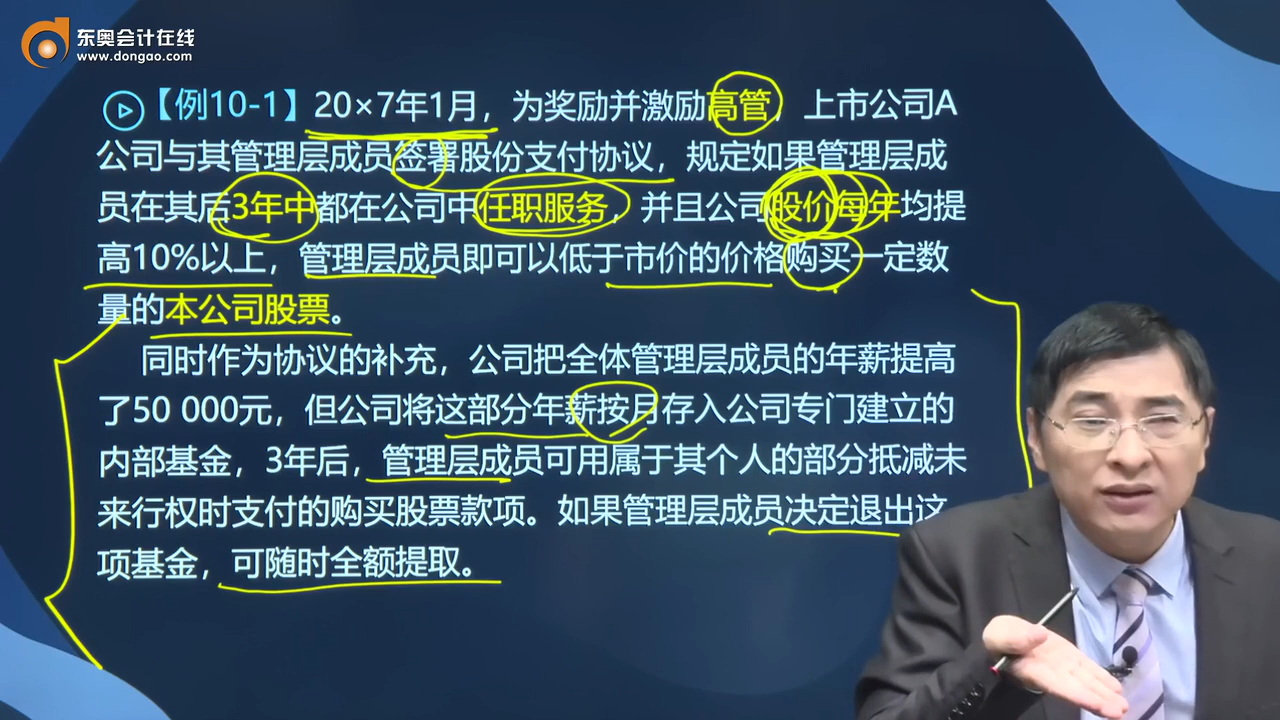 东奥会计在线
www.dongao.com
【例10-1】20×7年1月，为奖励并激励高管，上市公司A
公司与其管理层成员签署股份支付协议，规定如果管理层成
员在其后3年中都在公司中任职服务，并且公司股价每年均提
高10%以上，管理层成员即可以低于市价的价格购买一定数
量的本公司股票。
同时作为协议的补充，公司把全体管理层成员的年薪提高
了50 000元，但公司将这部分年薪按月存入公司专门建立的
内部基金，3年后，管理层成员可用属于其个人的部分抵减未
来行权时支付的购买股票款项。如果管理层成员决定退出这
项基金，可随时全额提取。